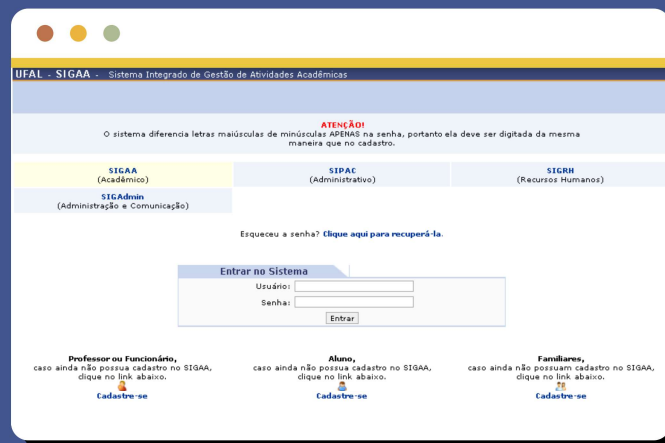 UFAL - SIGAA - Sistema Integrado de Gestão de Atividades Acadêmicas
ATENÇÃO!
O sistema diferencia letras maiúsculas de minúsculas APENAS na senha, portanto ela deve ser digitada da mesma
maneira que no cadastro.
SIGAA
(Acadêmico)
SIPAC
(Administrativo)
SIGRH
(Recursos Humanos)
SIGAdmin
(Administração e Comunicação)
Esqueceu a senha? Clique aqui para recuperá-la.
Entrar no Sistema
Usuário:
Senha:
Entrar
Professor ou Funcionário,
caso ainda não possua cadastro no SIGAA,
clique no link abaixo.
Cadastre-se
Aluno,
caso ainda não possua cadastro no SIGAA,
clique no link abaixo.
Cadastre-se
Familiares,
caso ainda não possuam cadastro no SIGAA,
clique no link abaixo.
Cadastre-se